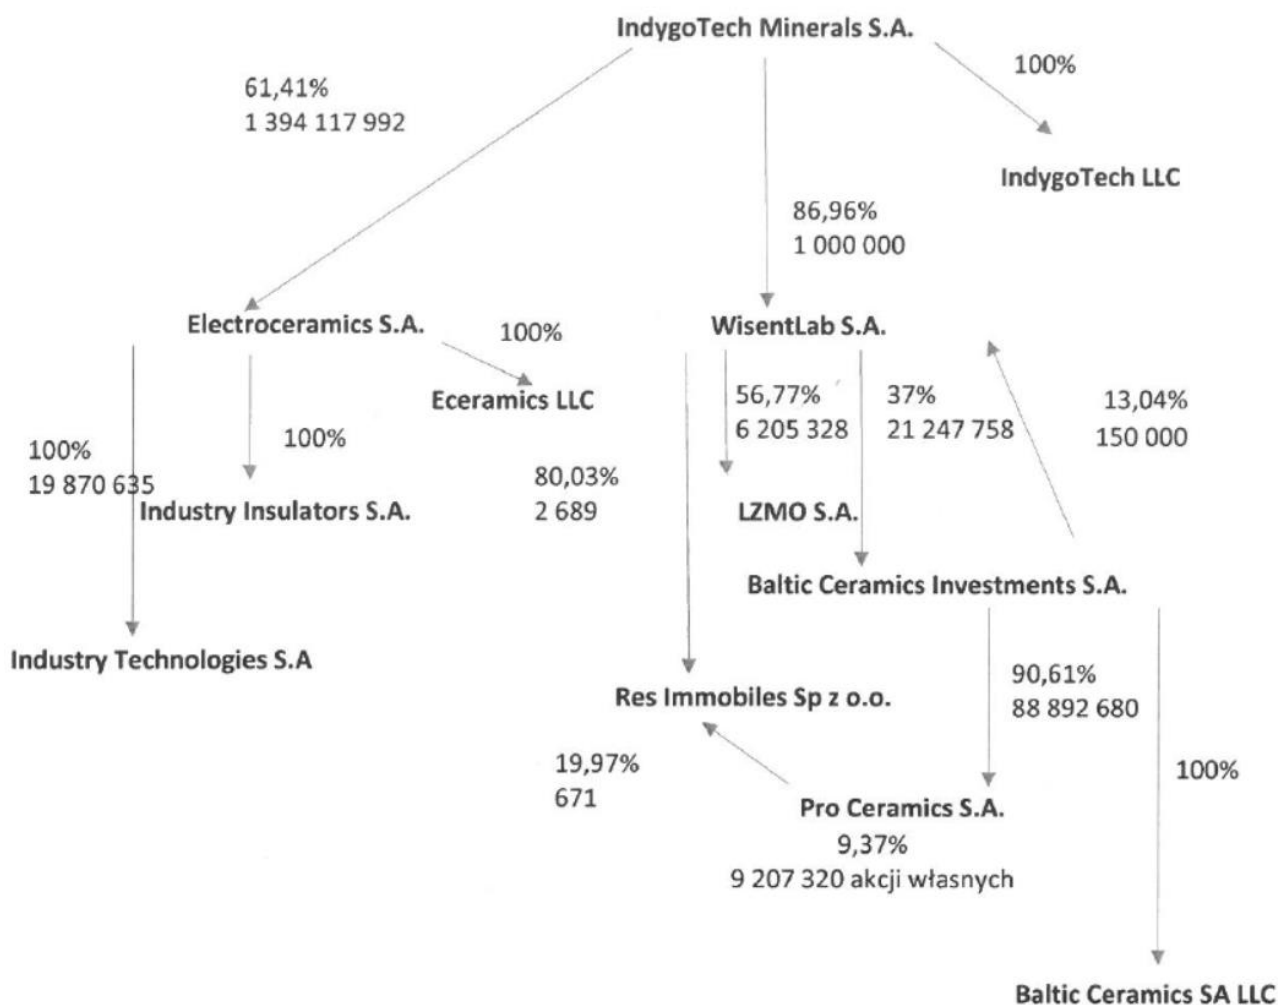 IndygoTech Minerals S.A.
61,41%
1 394 117 992
100%
IndygoTech LLC
86,96%
1 000 000
Electroceramics S.A.
100%
WisentLab S.A.
Eceramics LLC
56,77%
6 205 328
37%
21 247 758
13,04%
150 000
100%
19 870 635
100%
80,03%
2 689
Industry Insulators S.A.
LZMO S.A.
Baltic Ceramics Investments S.A.
Industry Technologies S.A
Res Immobiles Sp z o.o.
90,61%
88 892 680
19,97%
671
100%
Pro Ceramics S.A.
9,37%
9 207 320 akcji własnych
Baltic Ceramics SA LLC